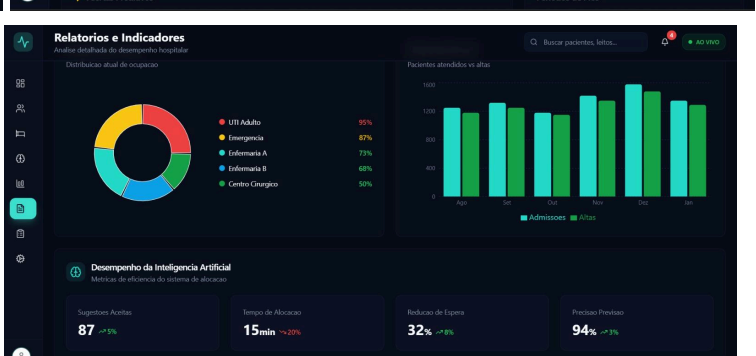 Relatorios e Indicadores
Analise detalhada do desempenho hospitalar
Buscar pacientes, leitos...
4
AO VIVO
Distribuicao atual de ocupacao
UTI Adulto 95%
Emergencia 87%
Enfermaria A 73%
Enfermaria B 68%
Centro Cirurgico 50%
Pacientes atendidos vs altas
1600
1200
800
400
0
Ago Set Out Nov Dez Jan
Admissoes Altas
Desempenho da Inteligencia Artificial
Metricas de eficiencia do sistema de alocacao
Sugestoes Aceitas
87 5%
Tempo de Alocacao
15min 20%
Reducao de Espera
32% 8%
Precisao Previsao
94% 3%